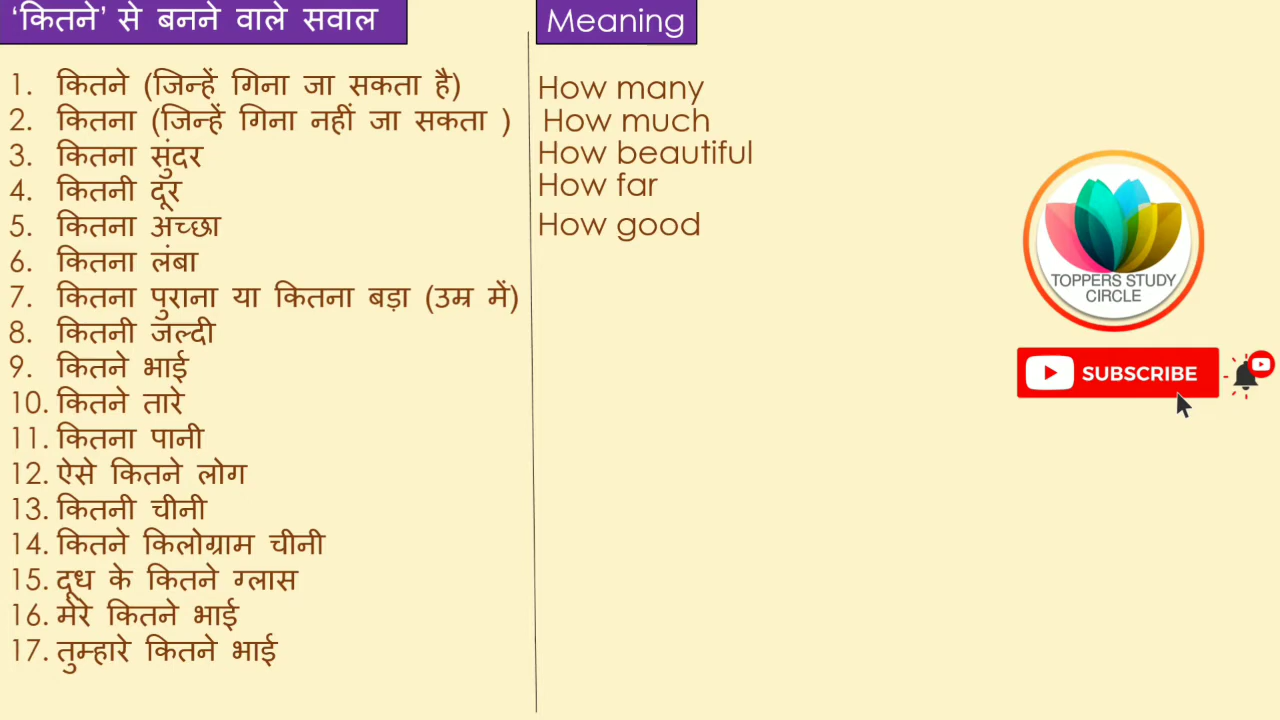 ‘कितने’ से बनने वाले सवाल
Meaning
1. कितने (जिन्हें गिना जा सकता है)
How many
2. कितना (जिन्हें गिना नहीं जा सकता )
How much
3. कितना सुंदर
How beautiful
4. कितनी दूर
How far
5. कितना अच्छा
How good
6. कितना लंबा
7. कितना पुराना या कितना बड़ा (उम्र में)
8. कितनी जल्दी
9. कितने भाई
10. कितने तारे
11. कितना पानी
12. ऐसे कितने लोग
13. कितनी चीनी
14. कितने किलोग्राम चीनी
15. दूध के कितने ग्लास
16. मेरे कितने भाई
17. तुम्हारे कितने भाई
TOPPERS STUDY
CIRCLE
SUBSCRIBE